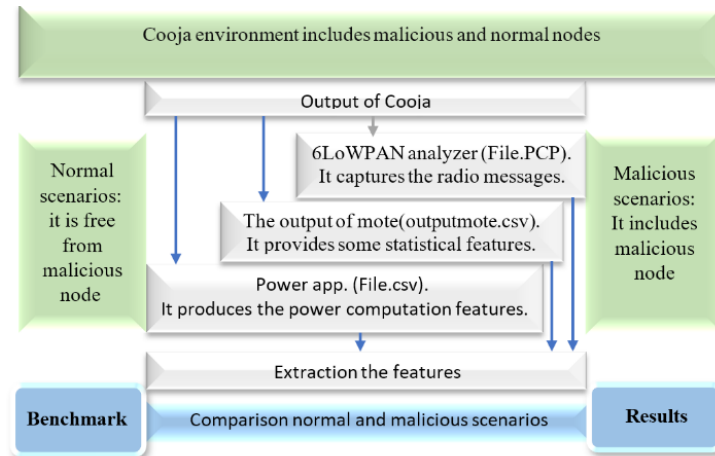 Cooja environment includes malicious and normal nodes
Output of Cooja
6LoWPAN analyzer (File.PCP).
It captures the radio messages.
Normal
scenarios:
it is free
from
malicious
node
Malicious
scenarios:
It includes
malicious
node
The output of mote(outputmote.csv).
It provides some statistical features.
Power app. (File.csv).
It produces the power computation features.
Extraction the features
Benchmark
Comparison normal and malicious scenarios
Results